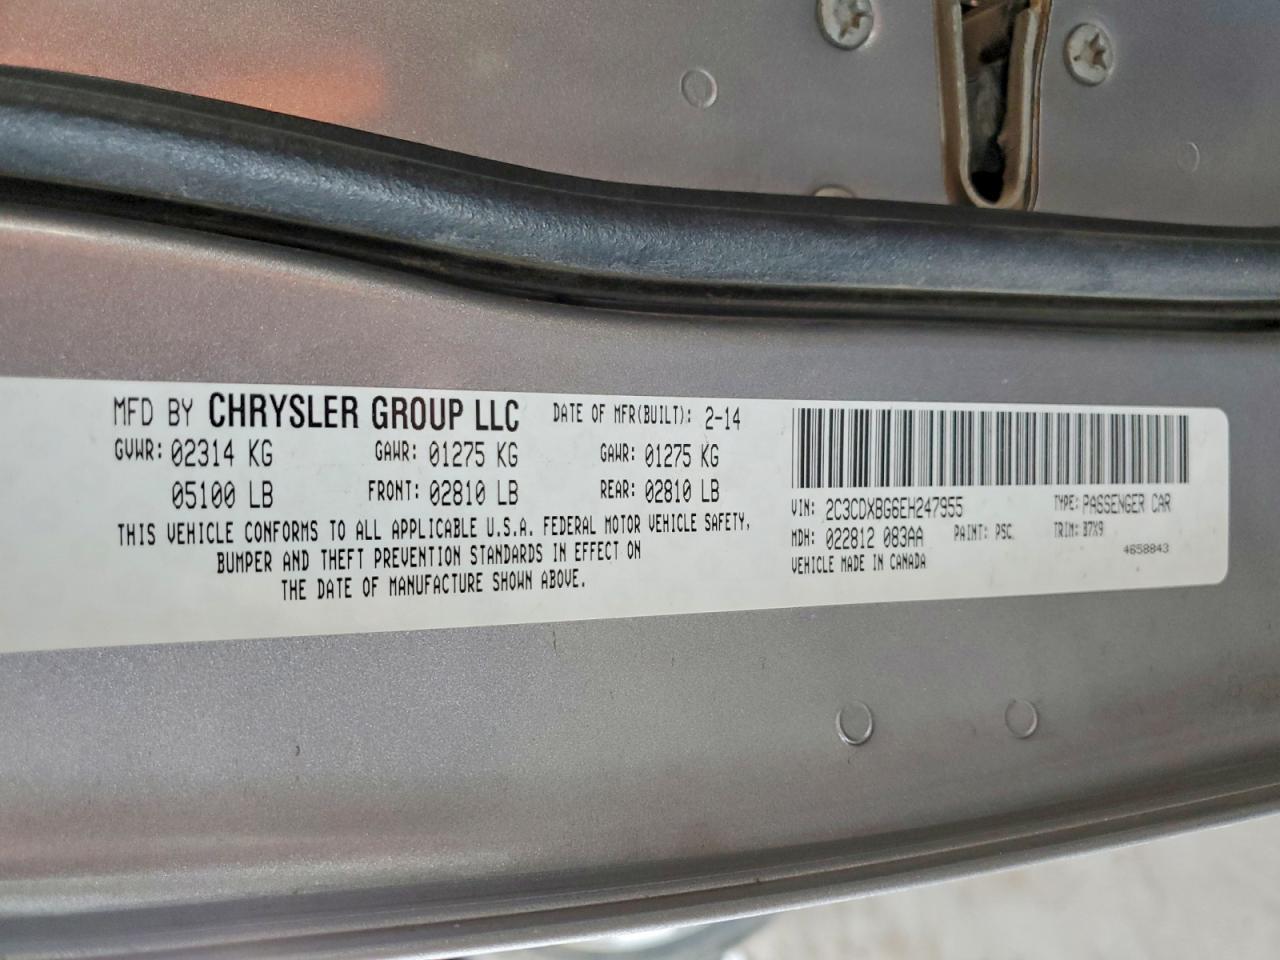 MFD BY CHRYSLER GROUP LLC DATE OF MFR(BUILT): 2-14
GVWR: 02314 KG GAWR: 01275 KG GAWR: 01275 KG
05100 LB FRONT: 02810 LB REAR: 02810 LB
THIS VEHICLE CONFORMS TO ALL APPLICABLE U.S.A. FEDERAL MOTOR VEHICLE SAFETY,
BUMPER AND THEFT PREVENTION STANDARDS IN EFFECT ON
THE DATE OF MANUFACTURE SHOWN ABOVE.
VIN: 2C3CDXBG6EH247955 TYPE: PASSENGER CAR
MDH: 022812 083AA PAINT: PSC TRIM: B7X9
VEHICLE MADE IN CANADA 4658843